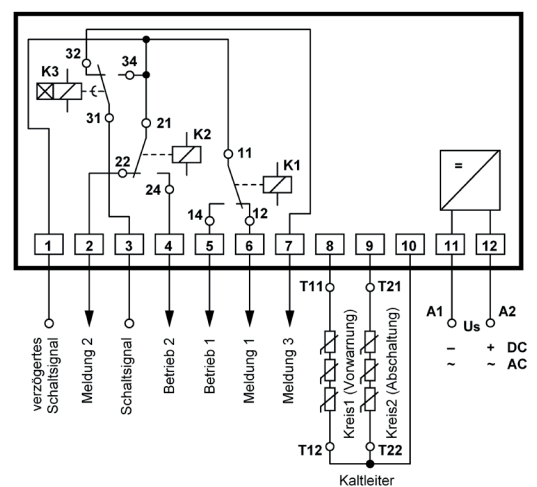 32
34
K3
31
21
K2
22
24
11
K1
14
12
=
1 2 3 4 5 6 7 8 9 10 11 12
T11
T21
A1
Us
A2
– + DC
~ ~ AC
verzögertes
Schaltsignal
Meldung 2
Schaltsignal
Betrieb 2
Betrieb 1
Meldung 1
Meldung 3
Kreis1 (Vorwarnung)
Kreis2 (Abschaltung)
T12
T22
Kaltleiter